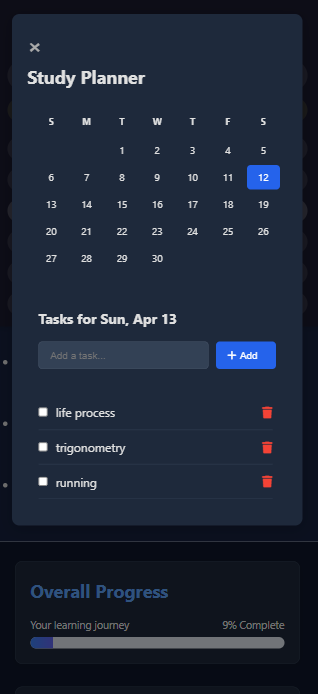 ×
Study Planner
S M T W T F S
1 2 3 4 5
6 7 8 9 10 11 12
13 14 15 16 17 18 19
20 21 22 23 24 25 26
27 28 29 30
Tasks for Sun, Apr 13
Add a task... + Add
life process
trigonometry
running
Overall Progress
Your learning journey 9% Complete